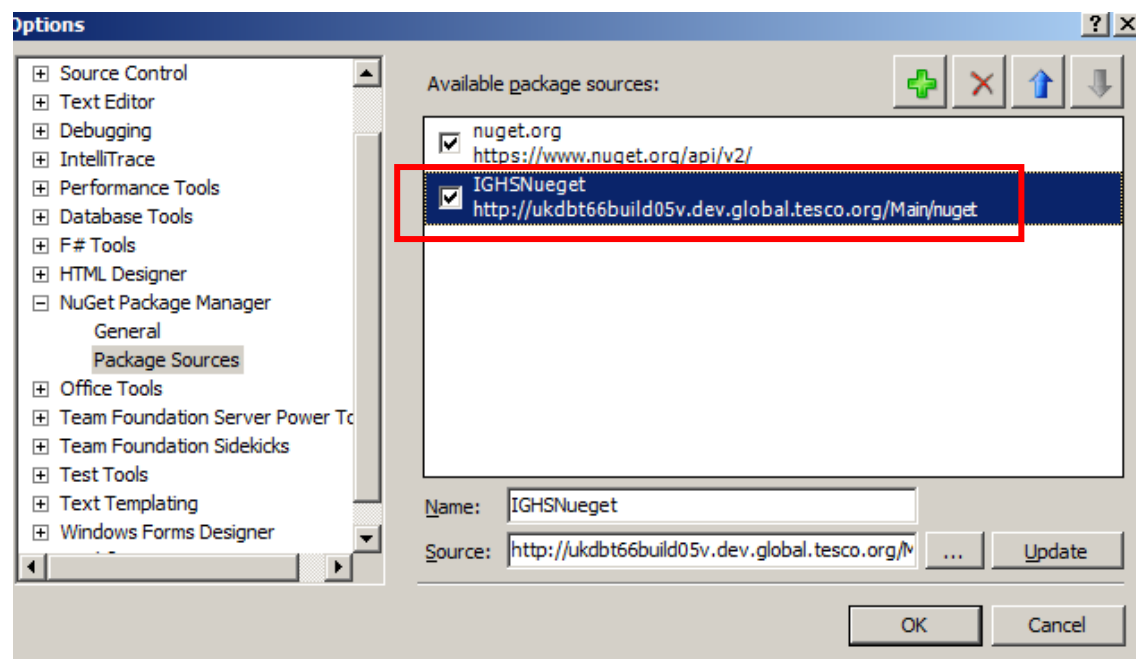 Options
?
Source Control
Text Editor
Debugging
IntelliTrace
Performance Tools
Database Tools
F# Tools
HTML Designer
NuGet Package Manager
General
Package Sources
Office Tools
Team Foundation Server Power To
Team Foundation Sidekicks
Test Tools
Text Templating
Windows Forms Designer
Available package sources:
nuget.org
https://www.nuget.org/api/v2/
IGHSNueget
http://ukdbt66build05v.dev.global.tesco.org/Main/nuget
Name: IGHSNueget
Source: http://ukdbt66build05v.dev.global.tesco.org/M ... Update
OK Cancel